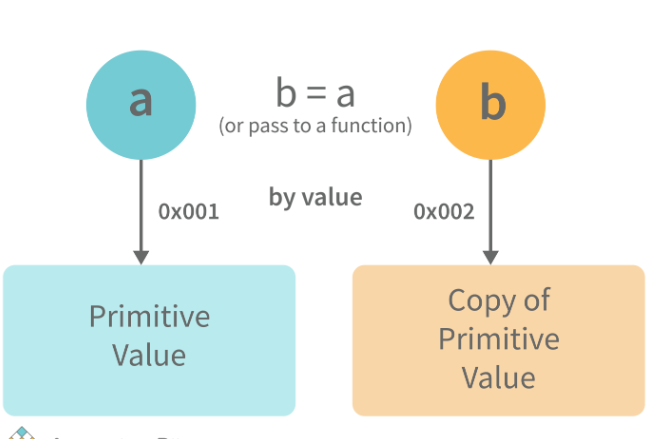 a
b = a
(or pass to a function)
b
by value
0x001
0x002
Primitive
Value
Copy of
Primitive
Value